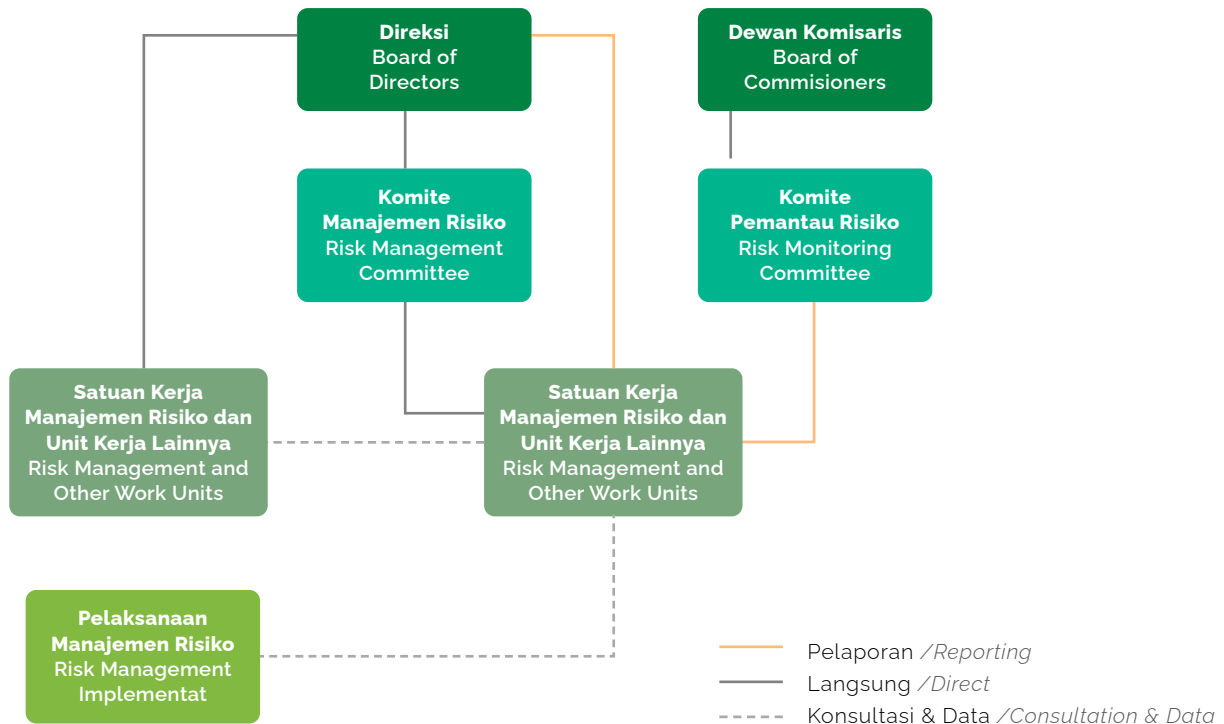 Direksi
Board of
Directors
Dewan Komisaris
Board of
Commisioners
Komite
Manajemen Risiko
Risk Management
Committee
Komite
Pemantau Risiko
Risk Monitoring
Committee
Satuan Kerja
Manajemen Risiko dan
Unit Kerja Lainnya
Risk Management and
Other Work Units
Satuan Kerja
Manajemen Risiko dan
Unit Kerja Lainnya
Risk Management and
Other Work Units
Pelaksanaan
Manajemen Risiko
Risk Management
Implementat
Pelaporan /Reporting
Langsung /Direct
Konsultasi & Data /Consultation & Data